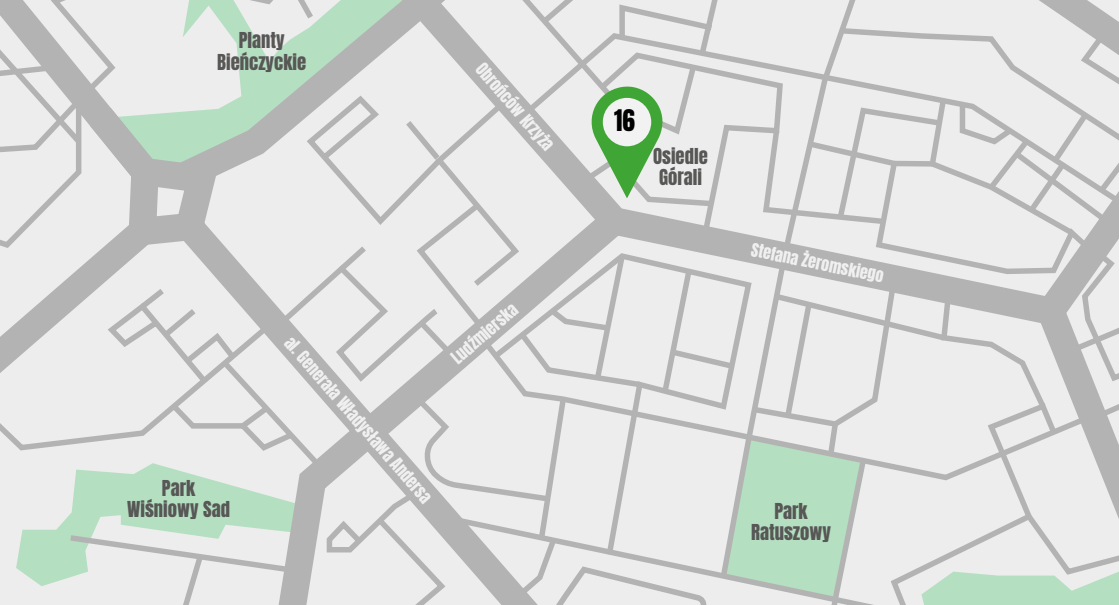 Planty
Bieńczyckie
Obrońców Krzyża
16
Osiedle
Górali
Stefana Żeromskiego
Ludźmierska
al. Generała Władysława Andersa
Park
Wiśniowy Sad
Park
Ratuszowy